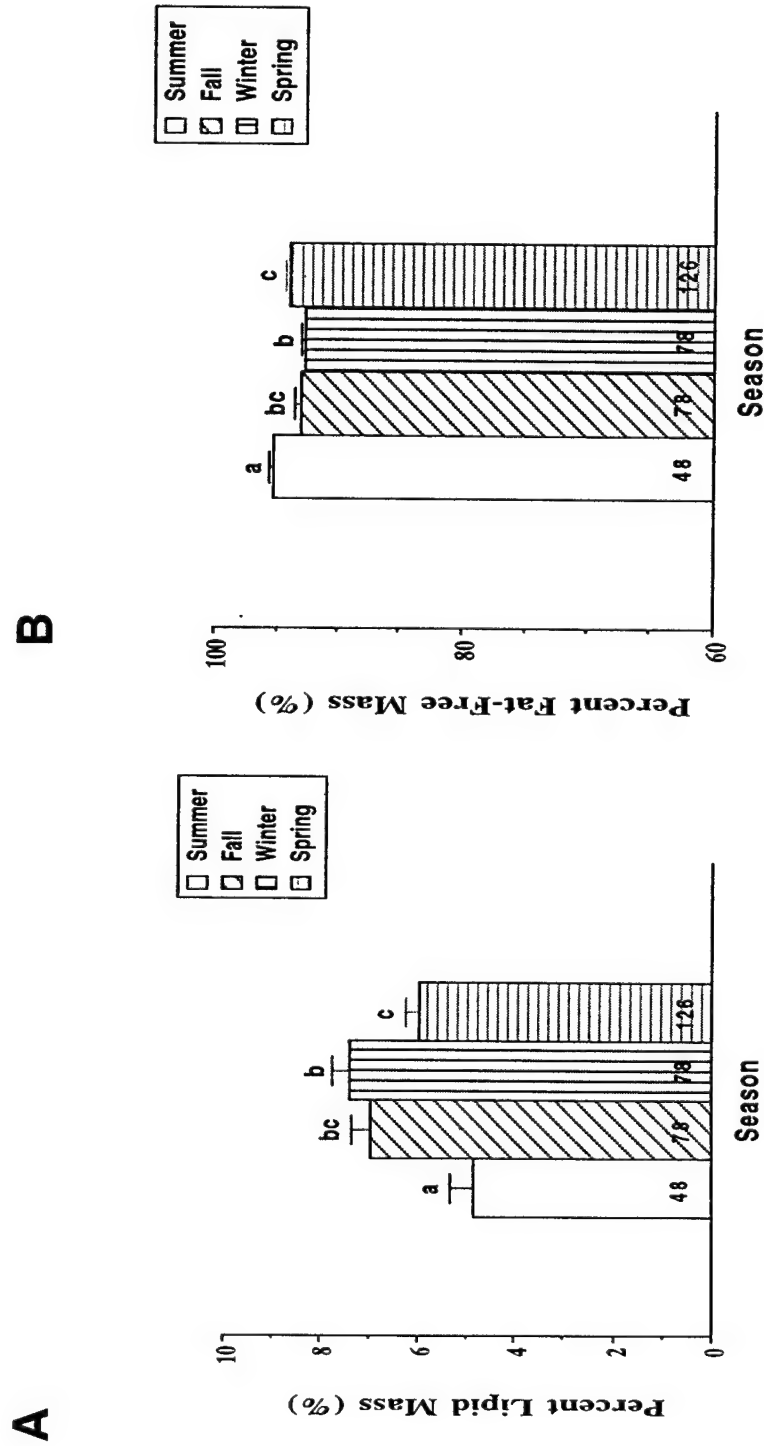 A
Percent Lipid Mass (%)
10
8
6
4
2
0
a
bc
b
c
48
78
78
126
Season
Summer
Fall
Winter
Spring
B
Percent Fat-Free Mass (%)
100
80
60
a
bc
b
c
48
78
78
126
Season
Summer
Fall
Winter
Spring